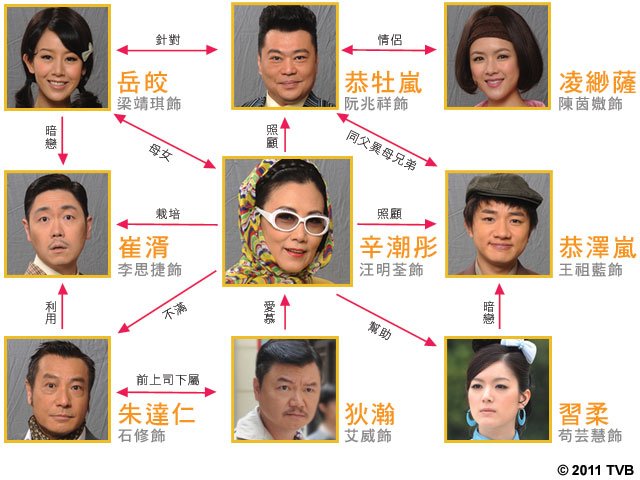 針對
情侶
岳皎
梁靖琪飾
恭牡嵐
阮兆祥飾
凌緲薩
陳茵媺飾
暗戀
母女
照顧
同父異母兄弟
栽培
照顧
崔湑
李思捷飾
辛潮彤
汪明荃飾
恭澤嵐
王祖藍飾
利用
不滿
愛慕
幫助
暗戀
前上司下屬
朱達仁
石修飾
狄瀚
艾威飾
習柔
苟芸慧飾
© 2011 TVB